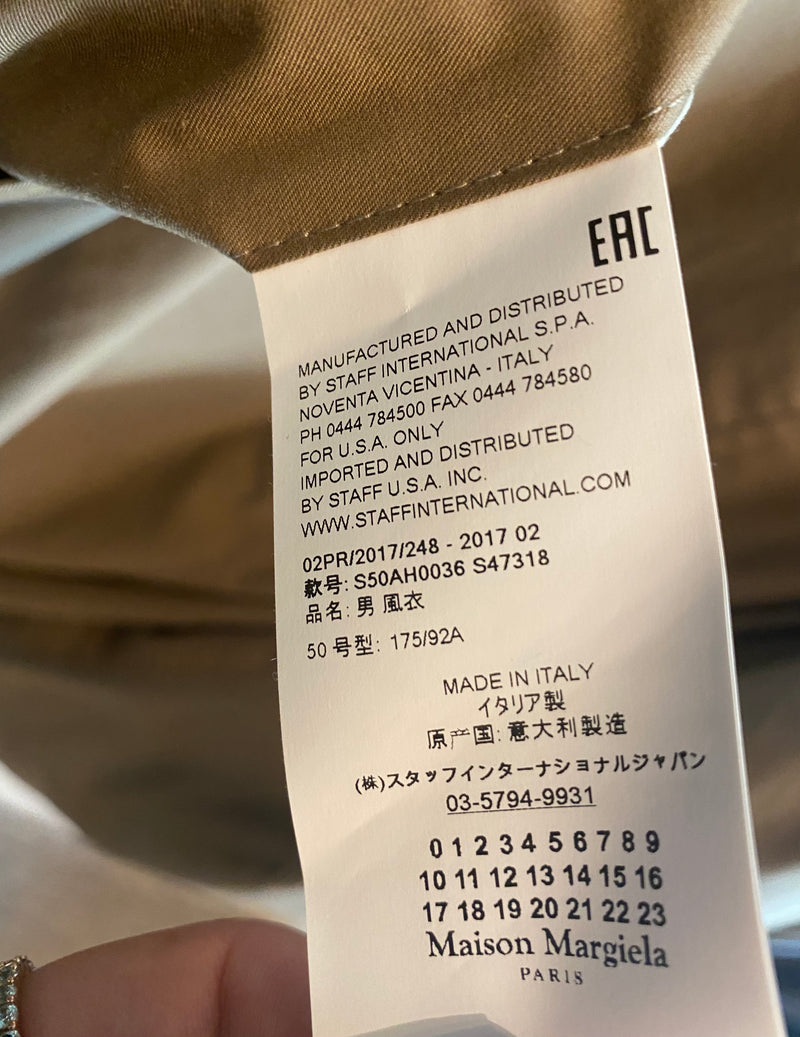 EAC
MANUFACTURED AND DISTRIBUTED
BY STAFF INTERNATIONAL S.P.A.
NOVENTA VICENTINA - ITALY
PH 0444 784500 FAX 0444 784580
FOR U.S.A. ONLY
IMPORTED AND DISTRIBUTED
BY STAFF U.S.A. INC.
WWW.STAFFINTERNATIONAL.COM
02PR/2017/248 - 2017 02
款号: S50AH0036 S47318
品名: 男 風衣
50 号型: 175/92A
MADE IN ITALY
イタリア製
原产国: 意大利製造
(株)スタッフインターナショナルジャパン
03-5794-9931
0 1 2 3 4 5 6 7 8 9
10 11 12 13 14 15 16
17 18 19 20 21 22 23
Maison Margiela
PARIS